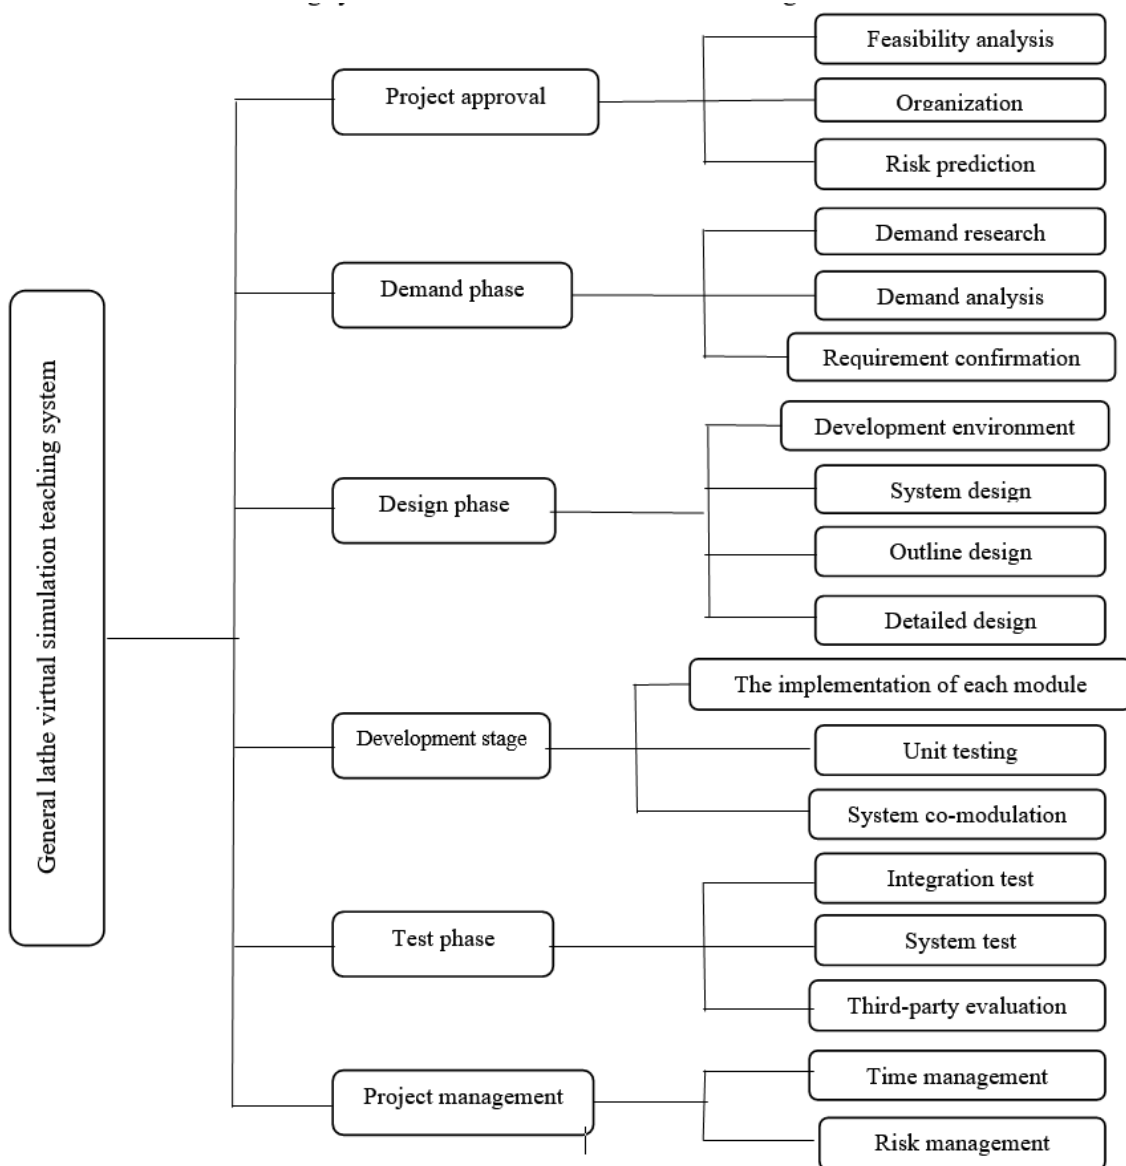 General lathe virtual simulation teaching system
Project approval
Feasibility analysis
Organization
Risk prediction
Demand phase
Demand research
Demand analysis
Requirement confirmation
Design phase
Development environment
System design
Outline design
Detailed design
Development stage
The implementation of each module
Unit testing
System co-modulation
Test phase
Integration test
System test
Third-party evaluation
Project management
Time management
Risk management